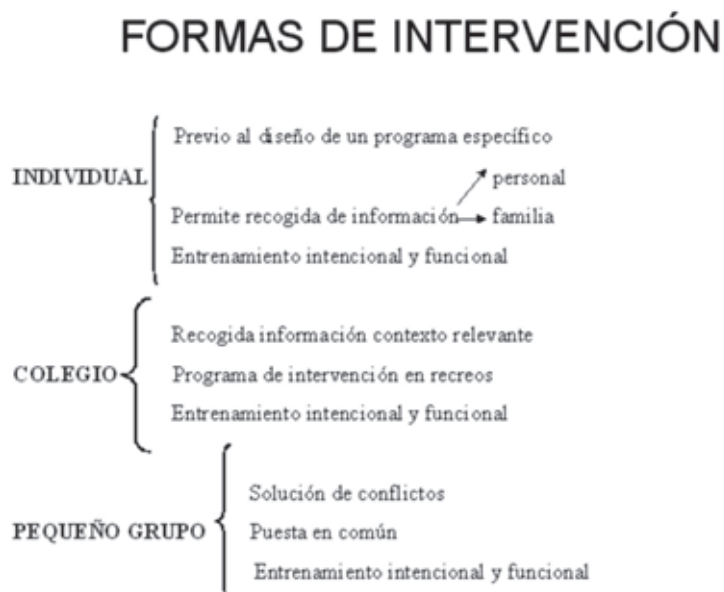 FORMAS DE INTERVENCIÓN
Previo al diseño de un programa específico
INDIVIDUAL
personal
Permite recogida de información
familia
Entrenamiento intencional y funcional
Recogida información contexto relevante
COLEGIO
Programa de intervención en recreos
Entrenamiento intencional y funcional
Solución de conflictos
PEQUEÑO GRUPO
Puesta en común
Entrenamiento intencional y funcional